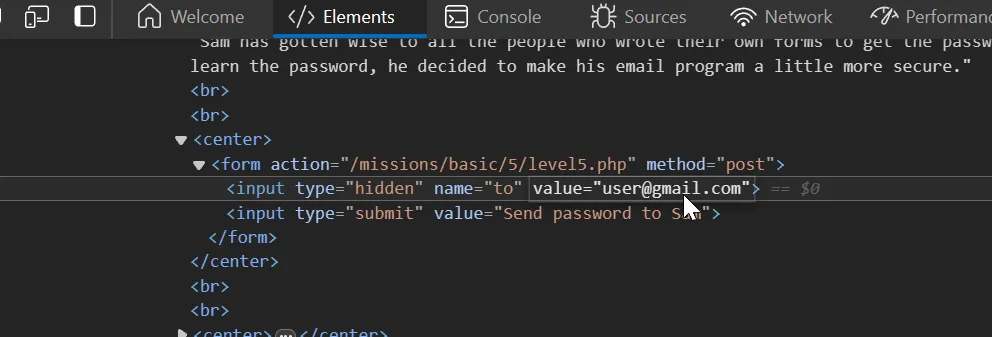 Welcome </> Elements Console Sources Network Performanc
"Sam has gotten wise to all the people who wrote their own forms to get the passw
learn the password, he decided to make his email program a little more secure."
<br>
<br>
<center>
<form action="/missions/basic/5/level5.php" method="post">
<input type="hidden" name="to" value="user@gmail.com"> == $0
<input type="submit" value="Send password to Sam">
</form>
</center>
<br>
<br>
<center>…</center>